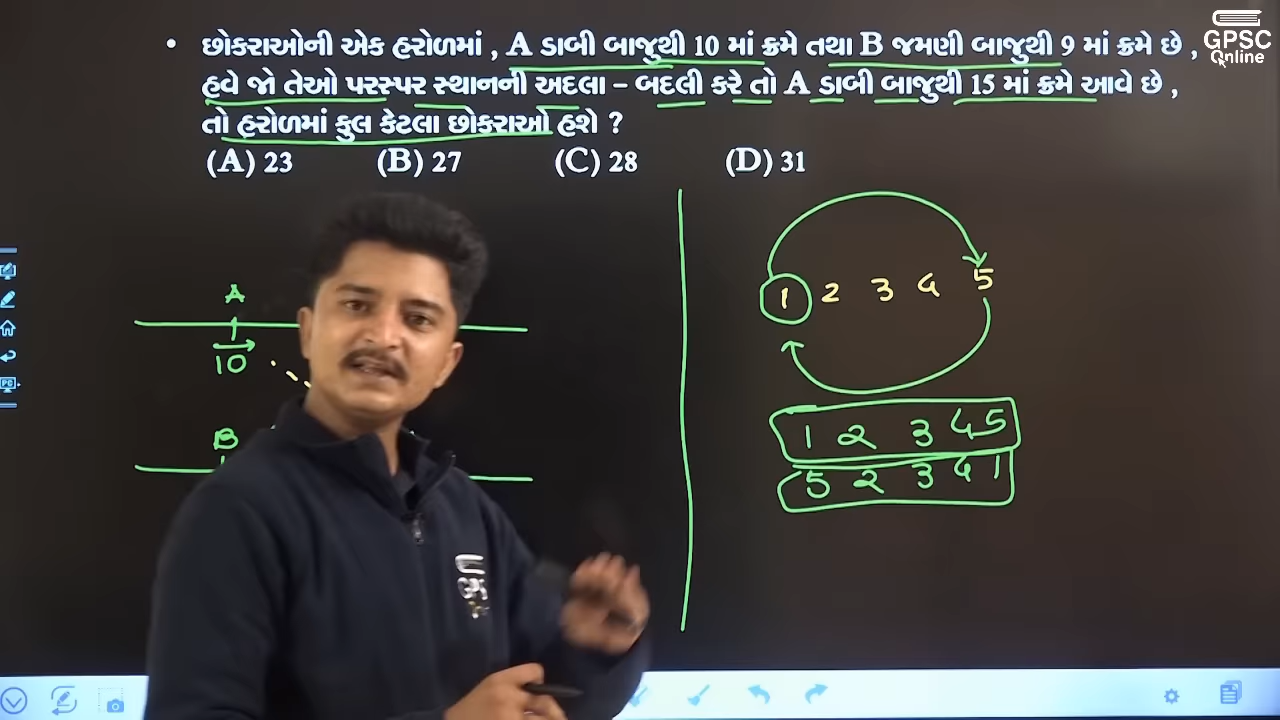 • છોકરાઓની એક હરોળમાં , A ડાબી બાજુથી 10 માં ક્રમે તથા B જમણી બાજુથી 9 માં ક્રમે છે ,
હવે જો તેઓ પરસ્પર સ્થાનની અદલા – બદલી કરે તો A ડાબી બાજુથી 15 માં ક્રમે આવે છે ,
તો હરોળમાં કુલ કેટલા છોકરાઓ હશે ?
(A) 23 (B) 27 (C) 28 (D) 31
GPSC
Online
A
10
B
1 2 3 4 5
1 2 3 4 5
5 2 3 4 1
GPSC
PC